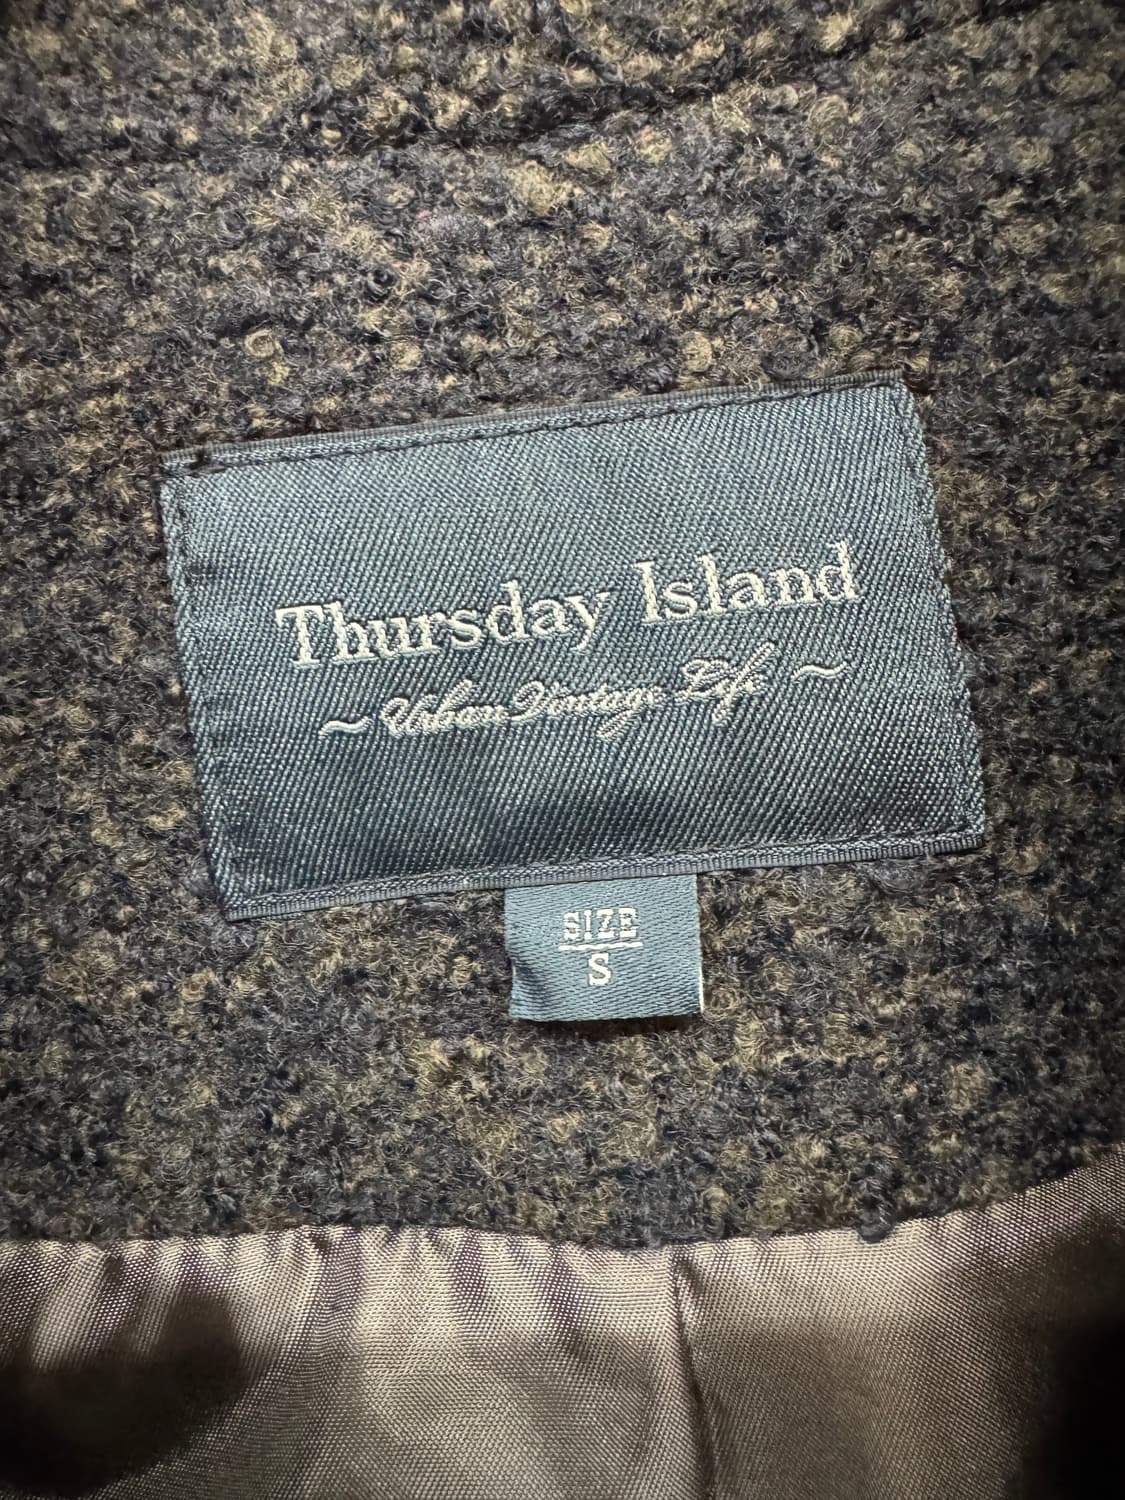 Thursday Island
~ Urban Vintage Life ~
SIZE
S